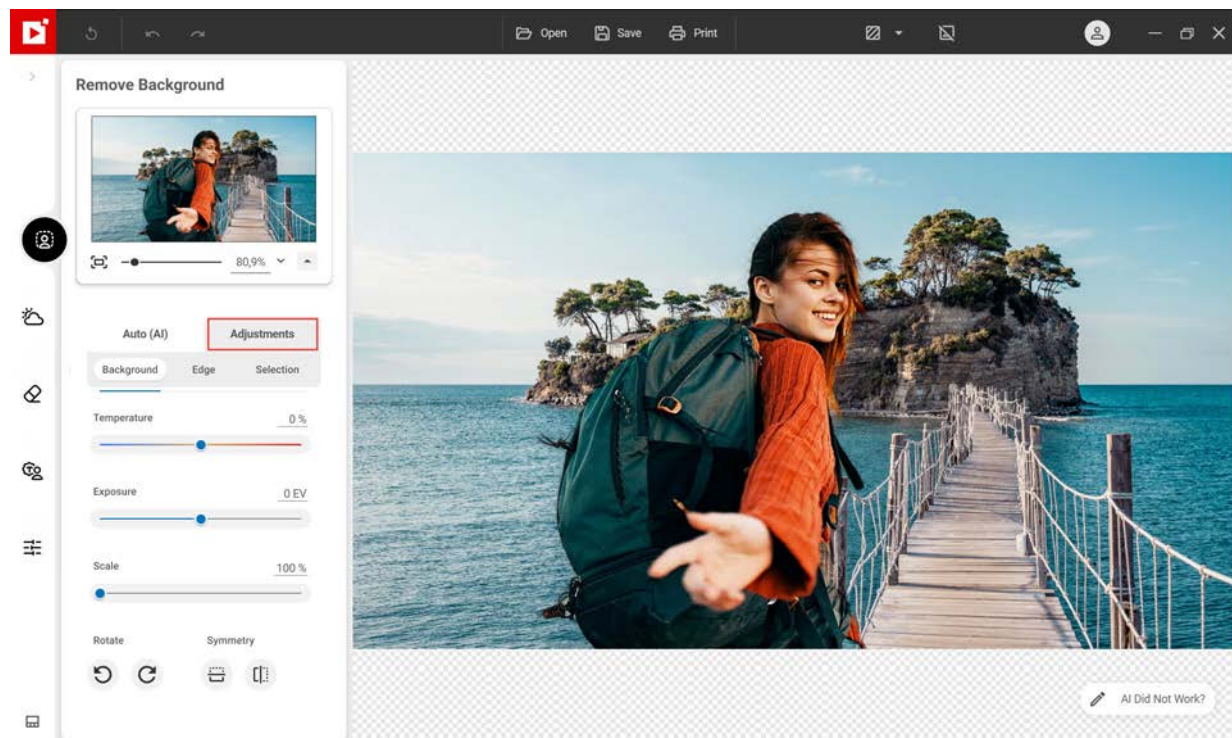 Open Save Print
Remove Background
80,9%
Auto (AI) Adjustments
Background Edge Selection
Temperature 0 %
Exposure 0 EV
Scale 100 %
Rotate Symmetry
AI Did Not Work?